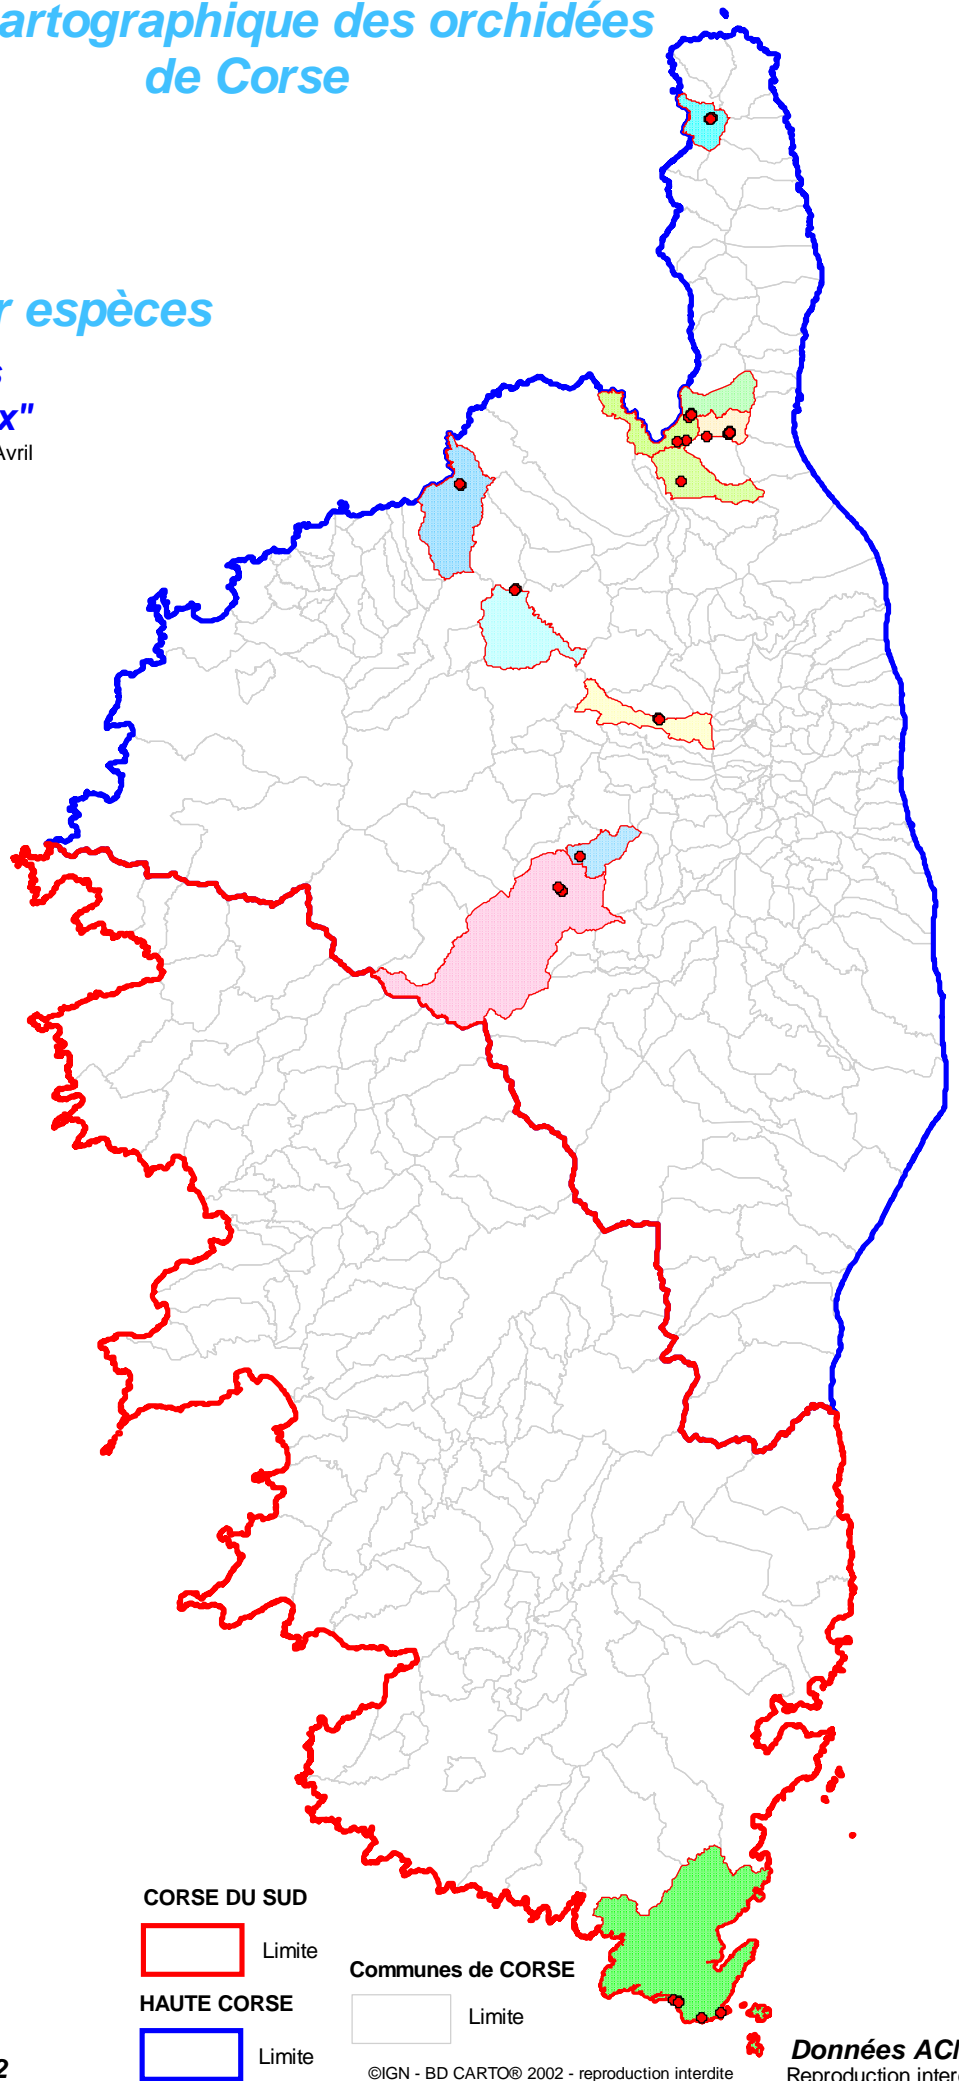 artographique des orchidées
de Corse
r espèces
s
x"
Avril
CORSE DU SUD
Limite
Communes de CORSE
HAUTE CORSE
Limite
Limite
2
©IGN - BD CARTO® 2002 - reproduction interdite
Données ACI
Reproduction inter